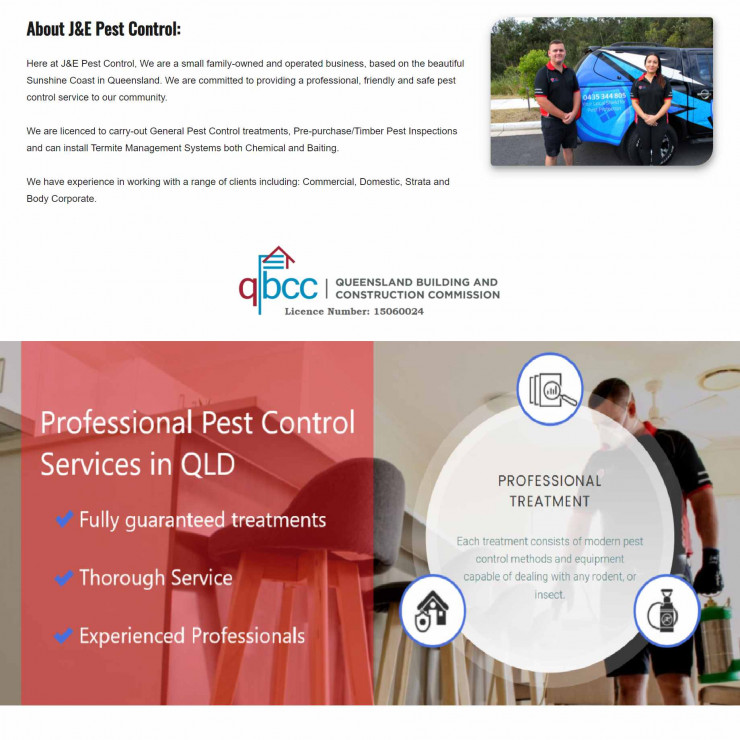 About J&E Pest Control:
Here at J&E Pest Control, We are a small family-owned and operated business, based on the beautiful
Sunshine Coast in Queensland. We are committed to providing a professional, friendly and safe pest
control service to our community.
We are licenced to carry-out General Pest Control treatments, Pre-purchase/Timber Pest Inspections
and can install Termite Management Systems both Chemical and Baiting.
We have experience in working with a range of clients including: Commercial, Domestic, Strata and
Body Corporate.
0435 344 605
qbcc
QUEENSLAND BUILDING AND
CONSTRUCTION COMMISSION
Licence Number: 15060024
Professional Pest Control
Services in QLD
Fully guaranteed treatments
Thorough Service
Experienced Professionals
PROFESSIONAL
TREATMENT
Each treatment consists of modern pest
control methods and equipment
capable of dealing with any rodent, or
insect.